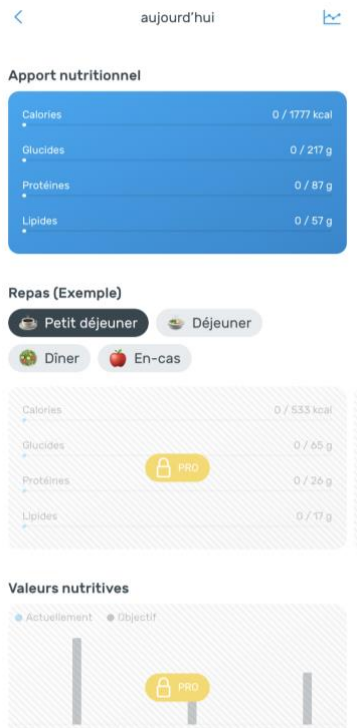 aujourd'hui
Apport nutritionnel
Calories 0 / 1777 kcal
Glucides 0 / 217 g
Protéines 0 / 87 g
Lipides 0 / 57 g
Repas (Exemple)
Petit déjeuner Déjeuner
Dîner En-cas
Calories 0 / 533 kcal
Glucides 0 / 65 g
PRO
Protéines 0 / 26 g
Lipides 0 / 17 g
Valeurs nutritives
Actuellement Objectif
PRO